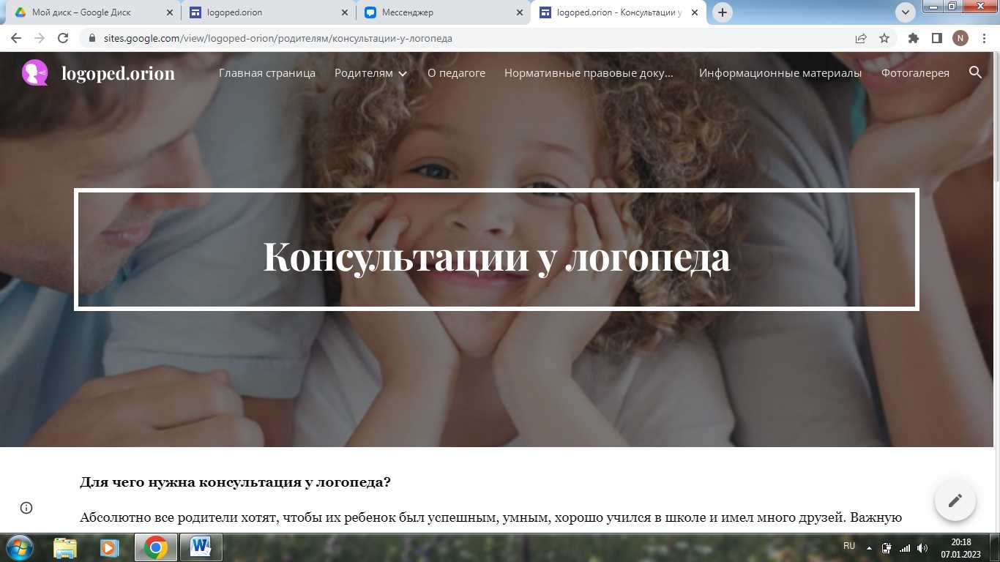 Мой диск – Google Диск
logoped.orion
Мессенджер
logoped.orion - Консультации у
N
sites.google.com/view/logoped-orion/родителям/консультации-у-логопеда
logoped.orion
Главная страница
Родителям
О педагоге
Нормативные правовые доку...
Информационные материалы
Фотогалерея
Консультации у логопеда
Для чего нужна консультация у логопеда?
Абсолютно все родители хотят, чтобы их ребенок был успешным, умным, хорошо учился в школе и имел много друзей. Важную
RU
20:18
07.01.2023